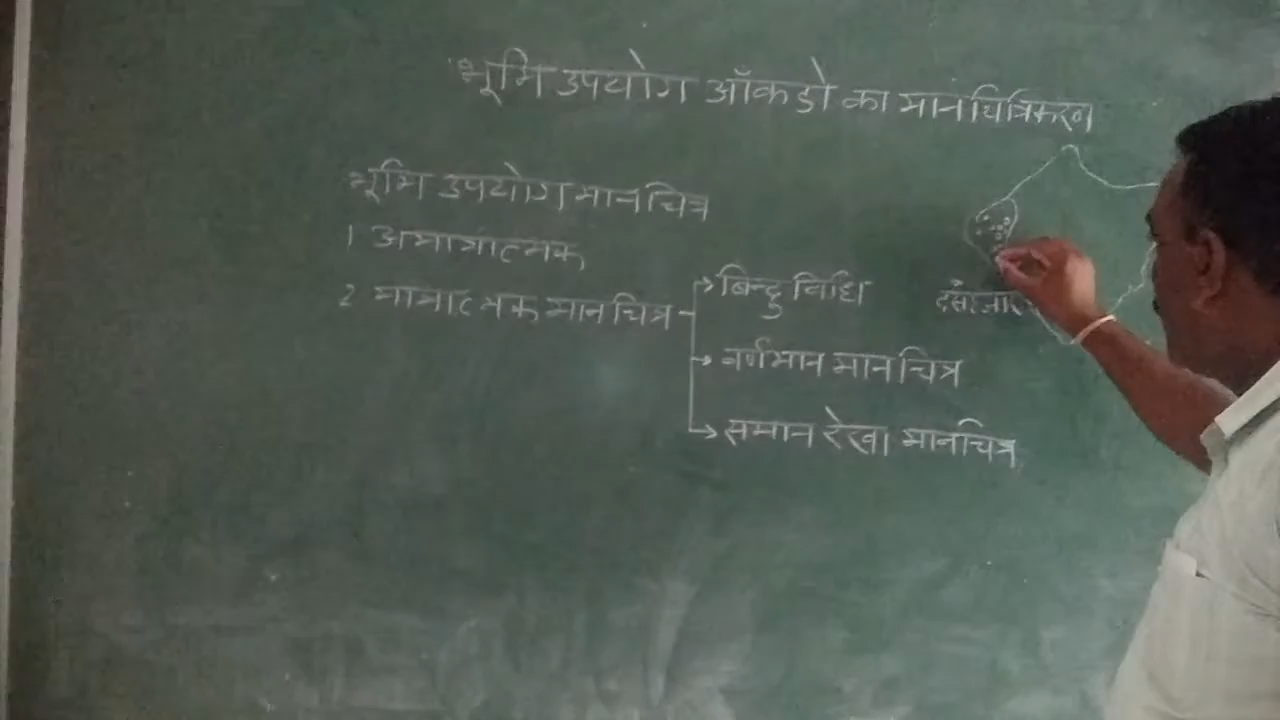 भूमि उपयोग आँकडो का मानचित्रिकरण
भूमि उपयोग मानचित्र
1 अमात्रात्मक
2 मात्रात्मक मानचित्र
बिन्दु विधि
वर्णमान मानचित्र
समान रेखा मानचित्र